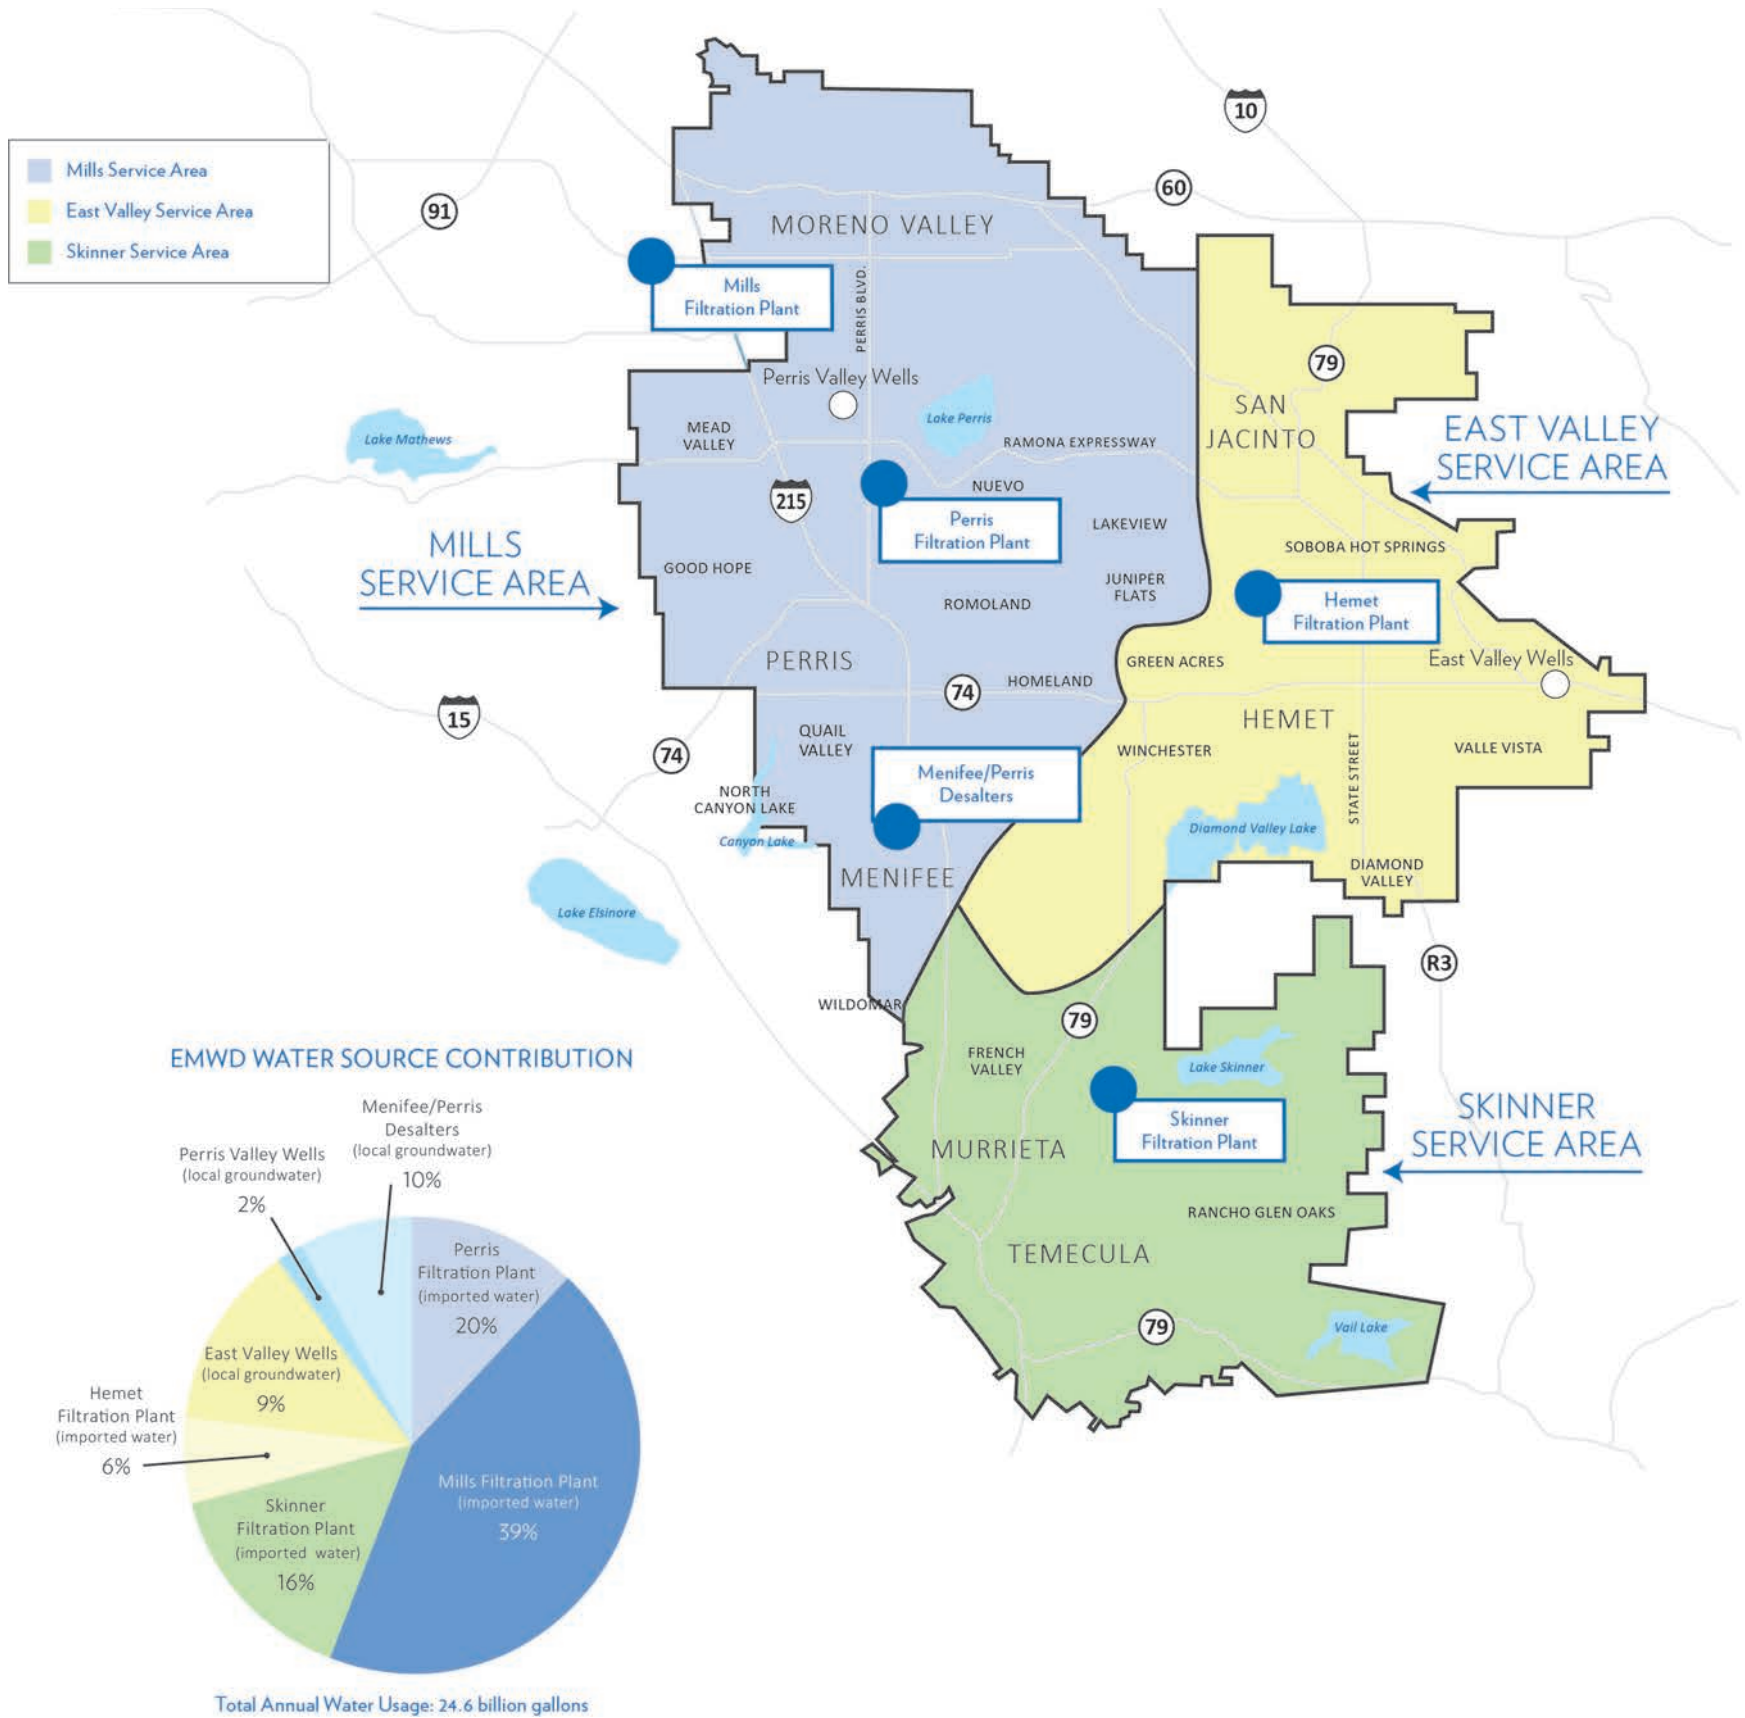 10
Mills Service Area
East Valley Service Area
Skinner Service Area
91
60
MORENO VALLEY
Mills
Filtration Plant
PERRIS BLVD.
79
Perris Valley Wells
SAN
JACINTO
Lake Perris
MEAD
VALLEY
RAMONA EXPRESSWAY
Lake Mathews
EAST VALLEY
SERVICE AREA
215
NUEVO
Perris
Filtration Plant
LAKEVIEW
SOBOBA HOT SPRINGS
MILLS
SERVICE AREA
GOOD HOPE
JUNIPER
FLATS
ROMOLAND
Hemet
Filtration Plant
PERRIS
GREEN ACRES
East Valley Wells
HOMELAND
74
15
HEMET
74
QUAIL
VALLEY
WINCHESTER
VALLE VISTA
STATE STREET
Menifee/Perris
Desalters
NORTH
CANYON LAKE
Canyon Lake
Diamond Valley Lake
MENIFEE
DIAMOND
VALLEY
Lake Elsinore
R3
WILDOMAR
79
FRENCH
VALLEY
Lake Skinner
Skinner
Filtration Plant
SKINNER
SERVICE AREA
MURRIETA
RANCHO GLEN OAKS
TEMECULA
79
Vail Lake
EMWD WATER SOURCE CONTRIBUTION
Menifee/Perris
Desalters
(local groundwater)
10%
Perris Valley Wells
(local groundwater)
2%
Perris
Filtration Plant
(imported water)
20%
East Valley Wells
(local groundwater)
9%
Hemet
Filtration Plant
(imported water)
6%
Mills Filtration Plant
(imported water)
39%
Skinner
Filtration Plant
(imported water)
16%
Total Annual Water Usage: 24.6 billion gallons